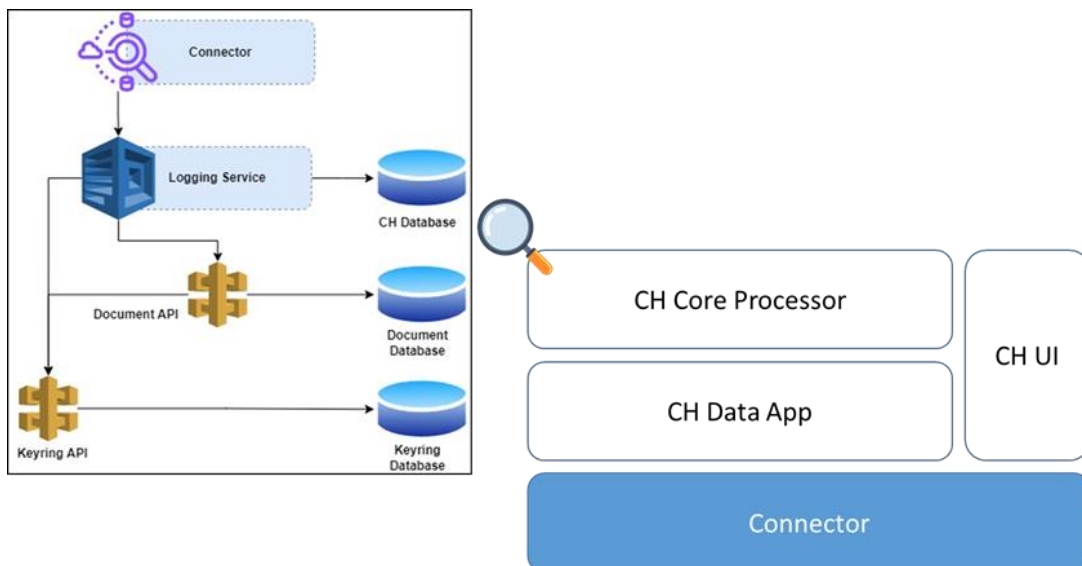 Connector
Logging Service
CH Database
Document API
Document
Database
Keyring API
Keyring
Database
CH Core Processor
CH UI
CH Data App
Connector